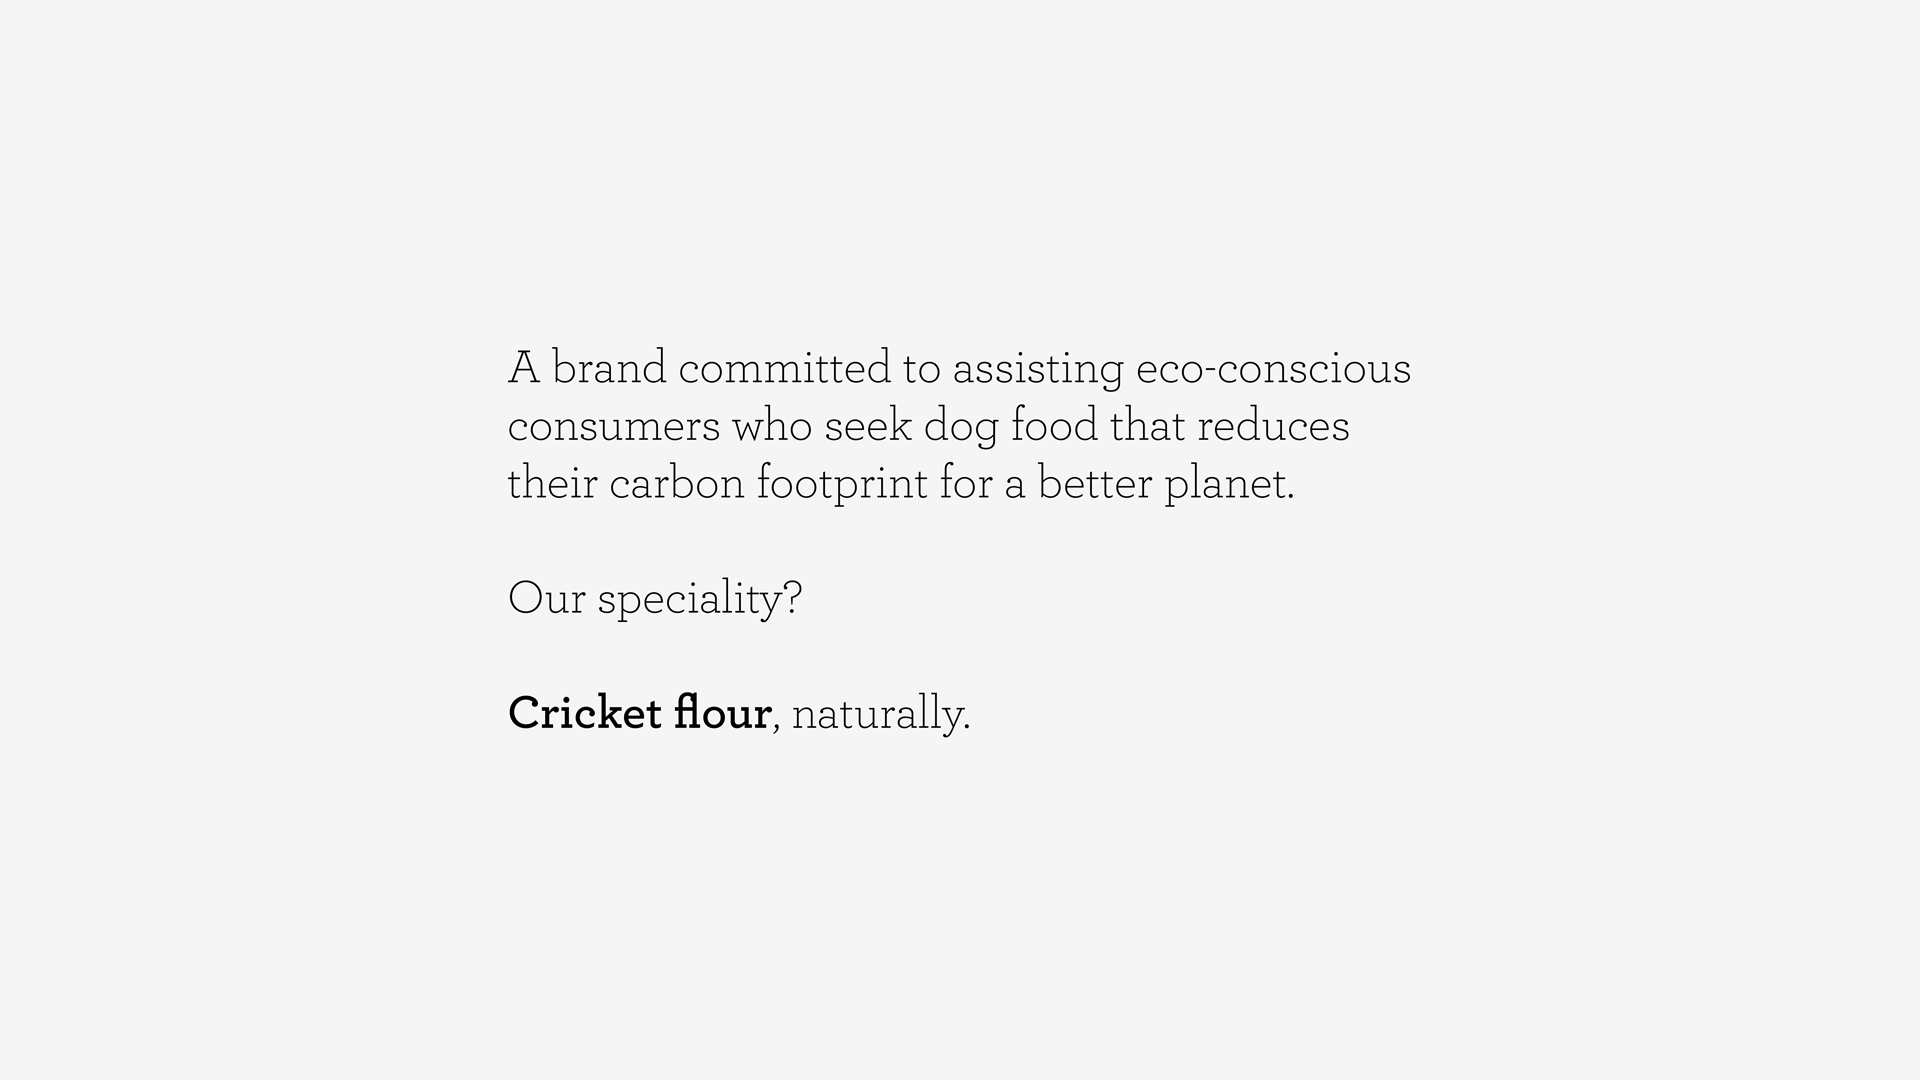 A brand committed to assisting eco-conscious
consumers who seek dog food that reduces
their carbon footprint for a better planet.
Our speciality?
Cricket flour, naturally.